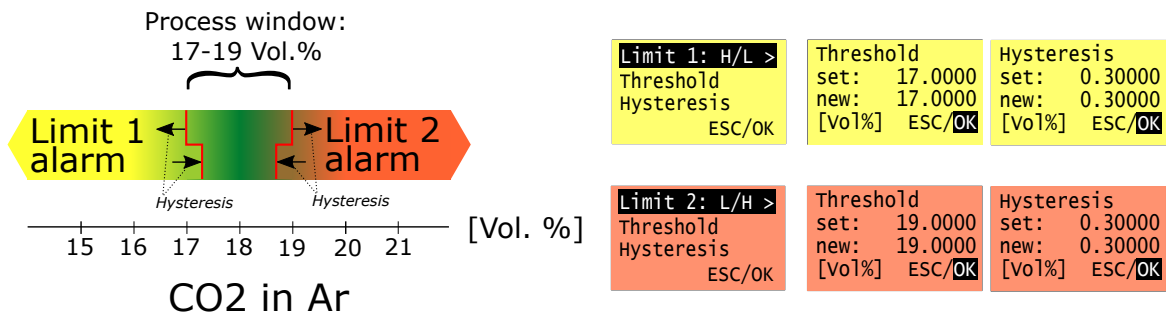 Process window:
17-19 Vol.%
Limit 1
alarm
Limit 2
alarm
Hysteresis
Hysteresis
15 16 17 18 19 20 21
[Vol. %]
CO2 in Ar
Limit 1: H/L >
Threshold
Hysteresis
ESC/OK
Threshold
set: 17.0000
new: 17.0000
[Vol%] ESC/OK
Hysteresis
set: 0.30000
new: 0.30000
[Vol%] ESC/OK
Limit 2: L/H >
Threshold
Hysteresis
ESC/OK
Threshold
set: 19.0000
new: 19.0000
[Vol%] ESC/OK
Hysteresis
set: 0.30000
new: 0.30000
[Vol%] ESC/OK